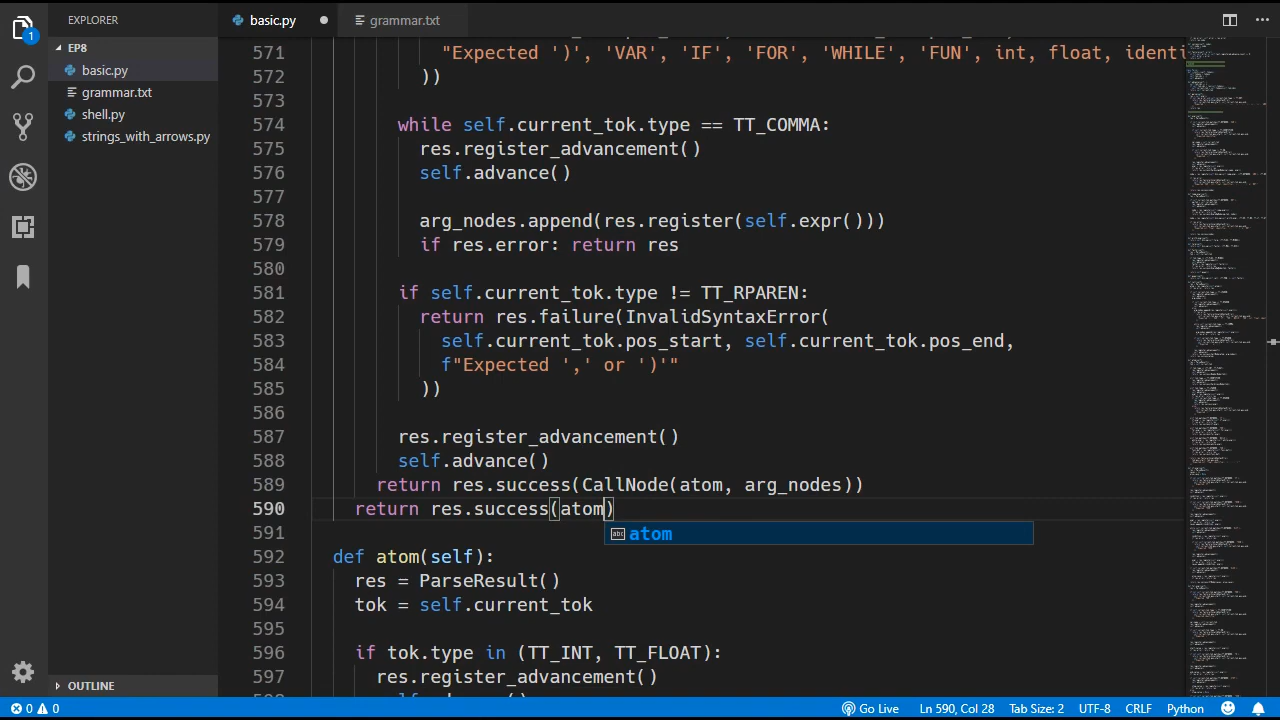 EXPLORER
basic.py
grammar.txt
EP8
basic.py
grammar.txt
shell.py
strings_with_arrows.py
OUTLINE
571 "Expected ')', 'VAR', 'IF', 'FOR', 'WHILE', 'FUN', int, float, identi
572 ))
573
574 while self.current_tok.type == TT_COMMA:
575 res.register_advancement()
576 self.advance()
577
578 arg_nodes.append(res.register(self.expr()))
579 if res.error: return res
580
581 if self.current_tok.type != TT_RPAREN:
582 return res.failure(InvalidSyntaxError(
583 self.current_tok.pos_start, self.current_tok.pos_end,
584 f"Expected ',' or ')'"
585 ))
586
587 res.register_advancement()
588 self.advance()
589 return res.success(CallNode(atom, arg_nodes))
590 return res.success(atom)
abc atom
591
592 def atom(self):
593 res = ParseResult()
594 tok = self.current_tok
595
596 if tok.type in (TT_INT, TT_FLOAT):
597 res.register_advancement()
1
0 0
Go Live
Ln 590, Col 28
Tab Size: 2
UTF-8
CRLF
Python